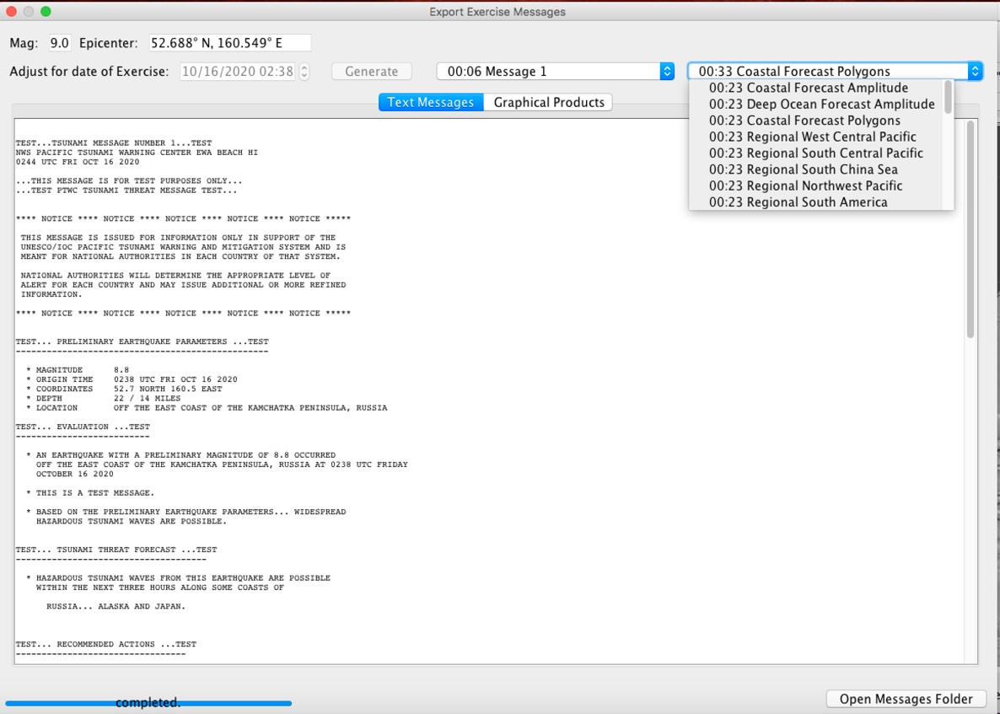 Export Exercise Messages
Mag: 9.0 Epicenter: 52.688° N, 160.549° E
Adjust for date of Exercise: 10/16/2020 02:38 Generate 00:06 Message 1 00:33 Coastal Forecast Polygons
00:23 Coastal Forecast Amplitude
00:23 Deep Ocean Forecast Amplitude
00:23 Coastal Forecast Polygons
00:23 Regional West Central Pacific
00:23 Regional South Central Pacific
00:23 Regional South China Sea
00:23 Regional Northwest Pacific
00:23 Regional South America
Text Messages Graphical Products
TEST...TSUNAMI MESSAGE NUMBER 1...TEST
NWS PACIFIC TSUNAMI WARNING CENTER EWA BEACH HI
0244 UTC FRI OCT 16 2020
...THIS MESSAGE IS FOR TEST PURPOSES ONLY...
...TEST PTWC TSUNAMI THREAT MESSAGE TEST...
**** NOTICE **** NOTICE **** NOTICE **** NOTICE **** NOTICE *****
THIS MESSAGE IS ISSUED FOR INFORMATION ONLY IN SUPPORT OF THE
UNESCO/IOC PACIFIC TSUNAMI WARNING AND MITIGATION SYSTEM AND IS
MEANT FOR NATIONAL AUTHORITIES IN EACH COUNTRY OF THAT SYSTEM.
NATIONAL AUTHORITIES WILL DETERMINE THE APPROPRIATE LEVEL OF
ALERT FOR EACH COUNTRY AND MAY ISSUE ADDITIONAL OR MORE REFINED
INFORMATION.
**** NOTICE **** NOTICE **** NOTICE **** NOTICE **** NOTICE *****
TEST... PRELIMINARY EARTHQUAKE PARAMETERS ...TEST
-------------------------------------------------
* MAGNITUDE 8.8
* ORIGIN TIME 0238 UTC FRI OCT 16 2020
* COORDINATES 52.7 NORTH 160.5 EAST
* DEPTH 22 / 14 MILES
* LOCATION OFF THE EAST COAST OF THE KAMCHATKA PENINSULA, RUSSIA
TEST... EVALUATION ...TEST
--------------------------
* AN EARTHQUAKE WITH A PRELIMINARY MAGNITUDE OF 8.8 OCCURRED
OFF THE EAST COAST OF THE KAMCHATKA PENINSULA, RUSSIA AT 0238 UTC FRIDAY
OCTOBER 16 2020
* THIS IS A TEST MESSAGE.
* BASED ON THE PRELIMINARY EARTHQUAKE PARAMETERS... WIDESPREAD
HAZARDOUS TSUNAMI WAVES ARE POSSIBLE.
TEST... TSUNAMI THREAT FORECAST ...TEST
-------------------------------------
* HAZARDOUS TSUNAMI WAVES FROM THIS EARTHQUAKE ARE POSSIBLE
WITHIN THE NEXT THREE HOURS ALONG SOME COASTS OF
RUSSIA... ALASKA AND JAPAN.
TEST... RECOMMENDED ACTIONS ...TEST
---------------------------------
completed.
Open Messages Folder